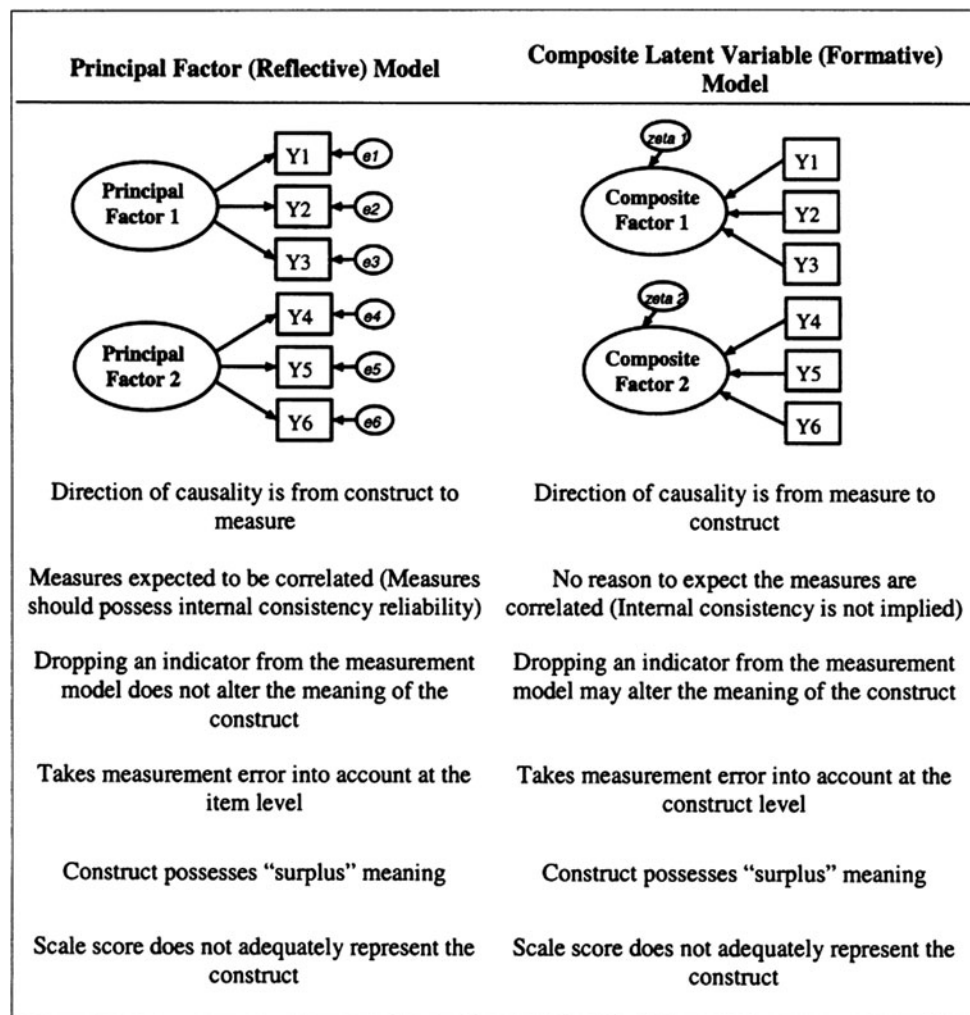 Principal Factor (Reflective) Model
Composite Latent Variable (Formative)
Model
Principal
Factor 1
Y1
e1
Y2
e2
Y3
e3
Principal
Factor 2
Y4
e4
Y5
e5
Y6
e6
zeta 1
Composite
Factor 1
Y1
Y2
Y3
zeta 2
Composite
Factor 2
Y4
Y5
Y6
Direction of causality is from construct to
measure
Direction of causality is from measure to
construct
Measures expected to be correlated (Measures
should possess internal consistency reliability)
No reason to expect the measures are
correlated (Internal consistency is not implied)
Dropping an indicator from the measurement
model does not alter the meaning of the
construct
Dropping an indicator from the measurement
model may alter the meaning of the construct
Takes measurement error into account at the
item level
Takes measurement error into account at the
construct level
Construct possesses “surplus” meaning
Construct possesses “surplus” meaning
Scale score does not adequately represent the
construct
Scale score does not adequately represent the
construct